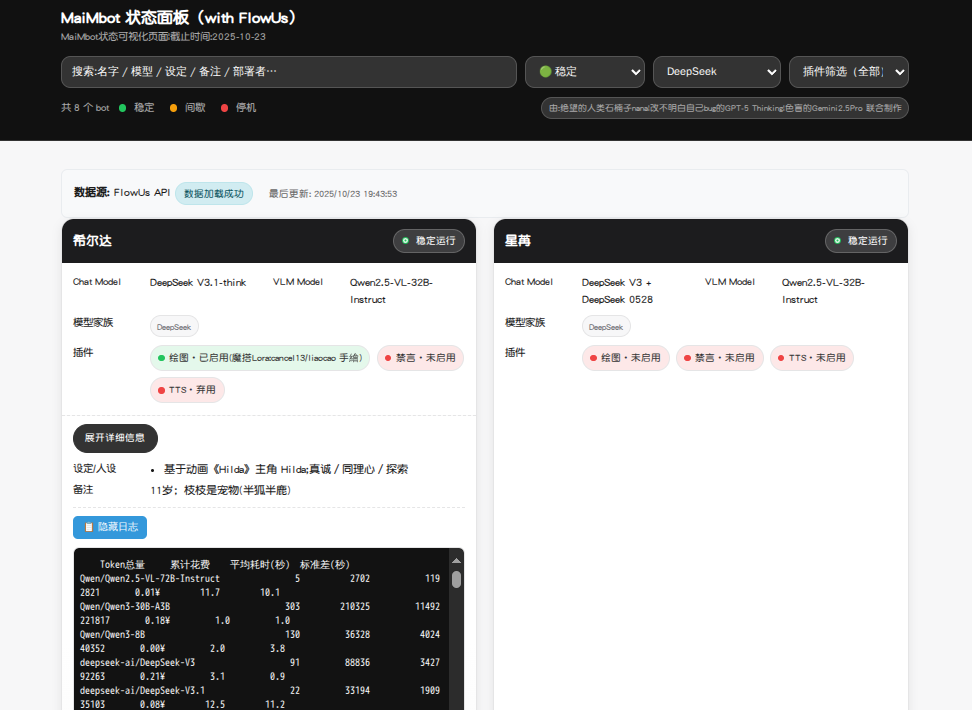 MaiMbot 状态面板（with FlowUs）
MaiMbot状态可视化页面;截止时间:2025-10-23
搜索:名字 / 模型 / 设定 / 备注 / 部署者…
稳定
DeepSeek
插件筛选（全部）
共 8 个 bot 稳定 间歇 停机
由:绝望的人类石楠子nana!改不明白自己bug的GPT-5 Thinking!色盲的Gemini2.5Pro 联合制作
数据源: FlowUs API 数据加载成功 最后更新: 2025/10/23 19:43:53
希尔达 稳定运行
Chat Model DeepSeek V3.1-think VLM Model Qwen2.5-VL-32B-
Instruct
模型家族 DeepSeek
插件 绘图・已启用(魔搭Lora:cancel13/liaocao 手绘) 禁言・未启用
TTS・弃用
展开详细信息
设定/人设 • 基于动画《Hilda》主角 Hilda;真诚 / 同理心 / 探索
备注 11岁；枝枝是宠物(半狐半鹿)
📋 隐藏日志
Token总量 累计花费 平均耗时(秒) 标准差(秒)
Qwen/Qwen2.5-VL-72B-Instruct 5 2702 119
2821 0.01¥ 11.7 10.1
Qwen/Qwen3-30B-A3B 303 210325 11492
221817 0.18¥ 1.0 1.0
Qwen/Qwen3-8B 130 36328 4024
40352 0.00¥ 2.0 3.8
deepseek-ai/DeepSeek-V3 91 88836 3427
92263 0.21¥ 3.1 0.9
deepseek-ai/DeepSeek-V3.1 22 33194 1909
35103 0.08¥ 12.5 11.2
星苒 稳定运行
Chat Model DeepSeek V3 + VLM Model Qwen2.5-VL-32B-
DeepSeek 0528 Instruct
模型家族 DeepSeek
插件 绘图・未启用 禁言・未启用 TTS・未启用